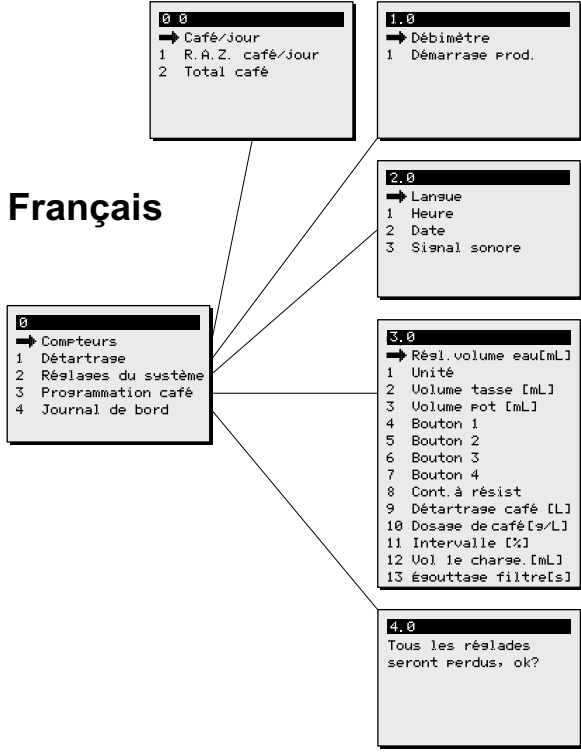 0 0
Café/jour
1 R.A.Z. café/jour
2 Total café
1.0
Débimètre
1 Démarrage prod.
Français
2.0
Langue
1 Heure
2 Date
3 Signal sonore
0
Compteurs
1 Détartrage
2 Réglages du système
3 Programmation café
4 Journal de bord
3.0
Régl.volume eau[mL]
1 Unité
2 Volume tasse [mL]
3 Volume pot [mL]
4 Bouton 1
5 Bouton 2
6 Bouton 3
7 Bouton 4
8 Cont.à résist
9 Détartrage café [L]
10 Dosage de café[g/L]
11 Intervalle [%]
12 Vol 1e charge.[mL]
13 Égouttage filtre[s]
4.0
Tous les réglades
seront perdus, ok?